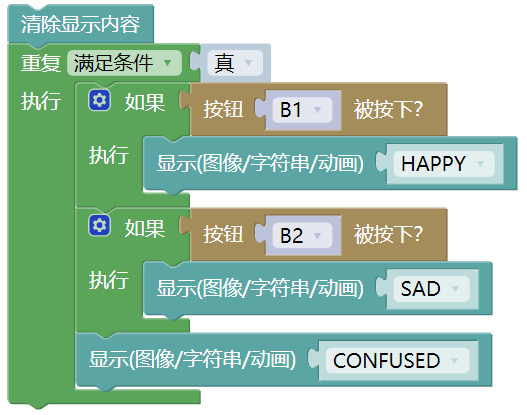 清除显示内容
重复 满足条件 真
执行 如果 按钮 B1 被按下?
执行 显示(图像/字符串/动画) HAPPY
如果 按钮 B2 被按下?
执行 显示(图像/字符串/动画) SAD
显示(图像/字符串/动画) CONFUSED